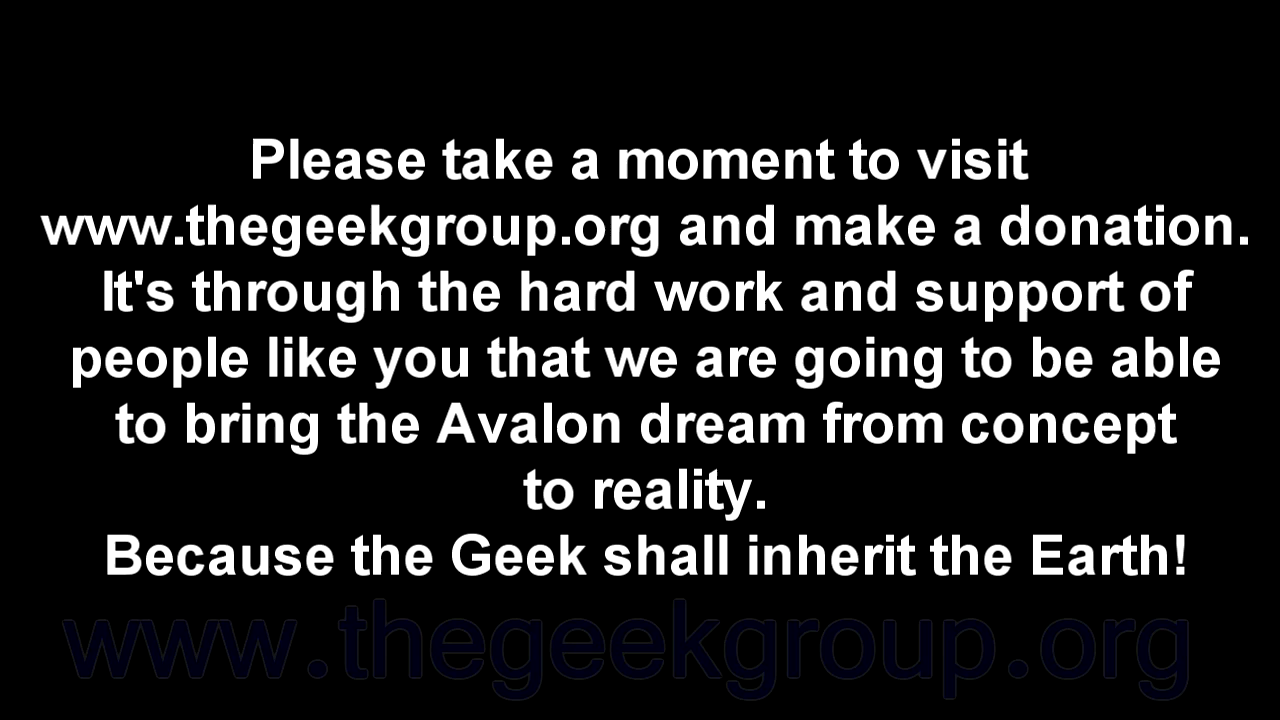 Please take a moment to visit
www.thegeekgroup.org and make a donation.
It's through the hard work and support of
people like you that we are going to be able
to bring the Avalon dream from concept
to reality.
Because the Geek shall inherit the Earth!
www.thegeekgroup.org